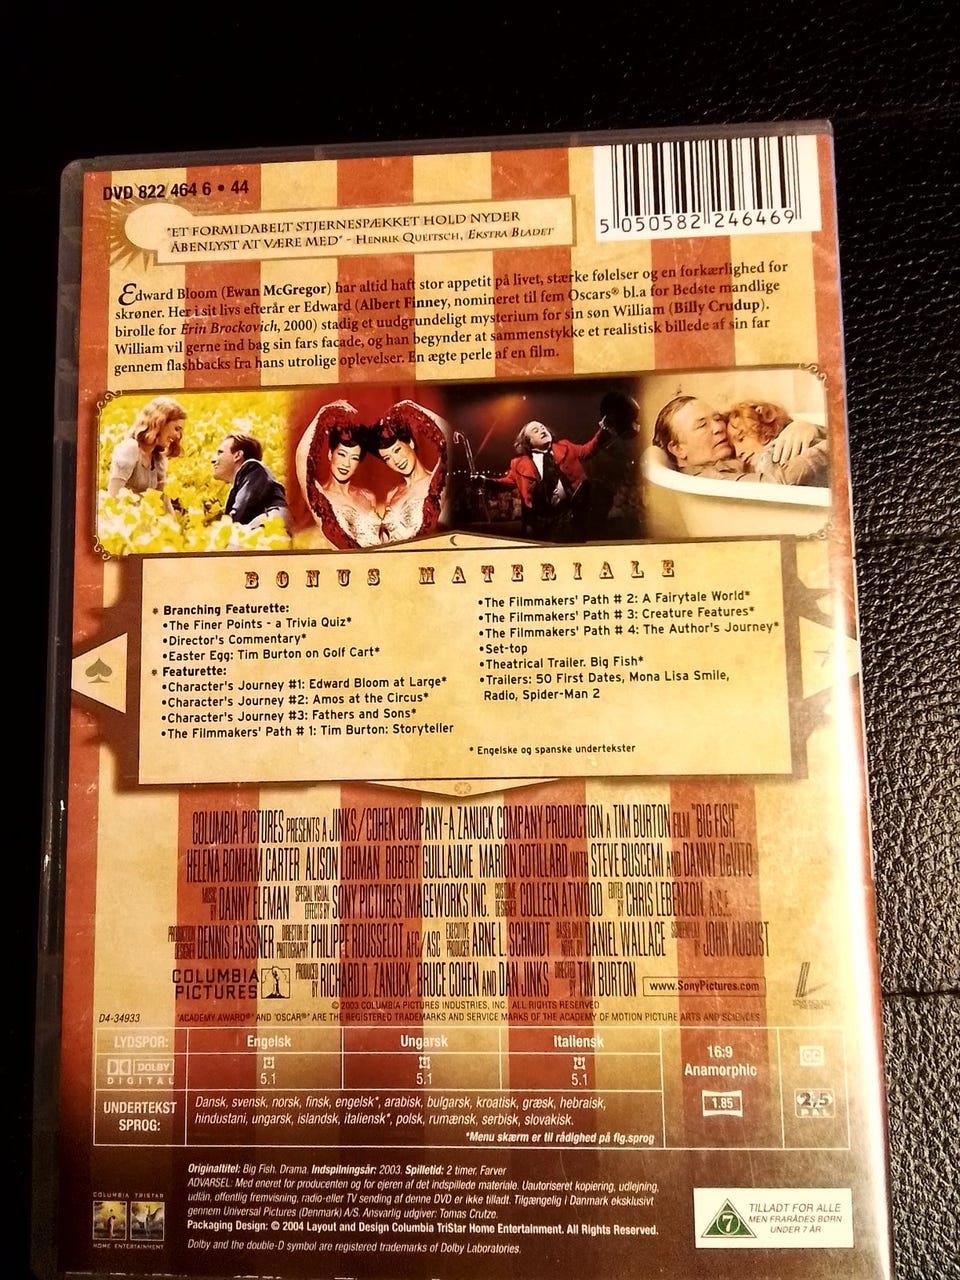 DVD 822 464 6 • 44
"ET FORMIDABELT STJERNESPÆKKET HOLD NYDER
ÅBENLYST AT VÆRE MED" - HENRIK QUEITSCH, EKSTRA BLADET
5 050582 246469
Edward Bloom (Ewan McGregor) har altid haft stor appetit på livet, stærke følelser og en forkærlighed for
skrøner. Her i sit livs efterår er Edward (Albert Finney, nomineret til fem Oscars® bl.a for Bedste mandlige
birolle for Erin Brockovich, 2000) stadig et uudgrundeligt mysterium for sin søn William (Billy Crudup).
William vil gerne ind bag sin fars facade, og han begynder at sammenstykke et realistisk billede af sin far
gennem flashbacks fra hans utrolige oplevelser. En ægte perle af en film.
BONUS MATERIALE
* Branching Featurette:
•The Finer Points - a Trivia Quiz*
•Director's Commentary*
•Easter Egg: Tim Burton on Golf Cart*
* Featurette:
•Character's Journey #1: Edward Bloom at Large*
•Character's Journey #2: Amos at the Circus*
•Character's Journey #3: Fathers and Sons*
•The Filmmakers' Path # 1: Tim Burton: Storyteller
•The Filmmakers' Path # 2: A Fairytale World*
•The Filmmakers' Path # 3: Creature Features*
•The Filmmakers' Path # 4: The Author's Journey*
•Set-top
•Theatrical Trailer. Big Fish*
•Trailers: 50 First Dates, Mona Lisa Smile,
Radio, Spider-Man 2
* Engelske og spanske undertekster
COLUMBIA PICTURES PRESENTS A JINKS/COHEN COMPANY-A ZANUCK COMPANY PRODUCTION A TIM BURTON FILM "BIG FISH"
HELENA BONHAM CARTER ALISON LOHMAN ROBERT GUILLAUME MARION COTILLARD WITH STEVE BUSCEMI AND DANNY DeVITO
MUSIC BY DANNY ELFMAN SPECIAL VISUAL EFFECTS BY SONY PICTURES IMAGEWORKS INC. COSTUME DESIGNER COLLEEN ATWOOD EDITED BY CHRIS LEBENZON, A.S.E.
PRODUCTION DESIGNER DENNIS GASSNER DIRECTOR OF PHOTOGRAPHY PHILIPPE ROUSSELOT AFC/ASC EXECUTIVE PRODUCER ARNE L. SCHMIDT BASED ON A NOVEL BY DANIEL WALLACE SCREENPLAY BY JOHN AUGUST
COLUMBIA PICTURES PRODUCED BY RICHARD D. ZANUCK BRUCE COHEN AND DAN JINKS DIRECTED BY TIM BURTON www.SonyPictures.com
© 2003 COLUMBIA PICTURES INDUSTRIES, INC. ALL RIGHTS RESERVED
D4-34933 "ACADEMY AWARD®" AND "OSCAR®" ARE THE REGISTERED TRADEMARKS AND SERVICE MARKS OF THE ACADEMY OF MOTION PICTURE ARTS AND SCIENCES
LYDSPOR: Engelsk Ungarsk Italiensk
DOLBY DIGITAL 5.1 5.1 5.1
16:9
Anamorphic
1.85
CC
2,5
PAL
UNDERTEKST
SPROG:
Dansk, svensk, norsk, finsk, engelsk*, arabisk, bulgarsk, kroatisk, græsk, hebraisk,
hindustani, ungarsk, islandsk, italiensk*, polsk, rumænsk, serbisk, slovakisk.
*Menu skærm er til rådighed på flg.sprog
COLUMBIA TRISTAR
HOME ENTERTAINMENT
Originaltitel: Big Fish. Drama. Indspilningsår: 2003. Spilletid: 2 timer. Farver
ADVARSEL: Med eneret for producenten og for ejeren af det indspillede materiale. Uautoriseret kopiering, udlejning,
udlån, offentlig fremvisning, radio-eller TV sending af denne DVD er ikke tilladt. Tilgængelig i Danmark eksklusivt
gennem Universal Pictures (Denmark) A/S. Ansvarlig udgiver: Tomas Crutze.
Packaging Design: © 2004 Layout and Design Columbia TriStar Home Entertainment. All Rights Reserved.
Dolby and the double-D symbol are registered trademarks of Dolby Laboratories.
7
TILLADT FOR ALLE
MEN FRARÅDES BØRN
UNDER 7 ÅR